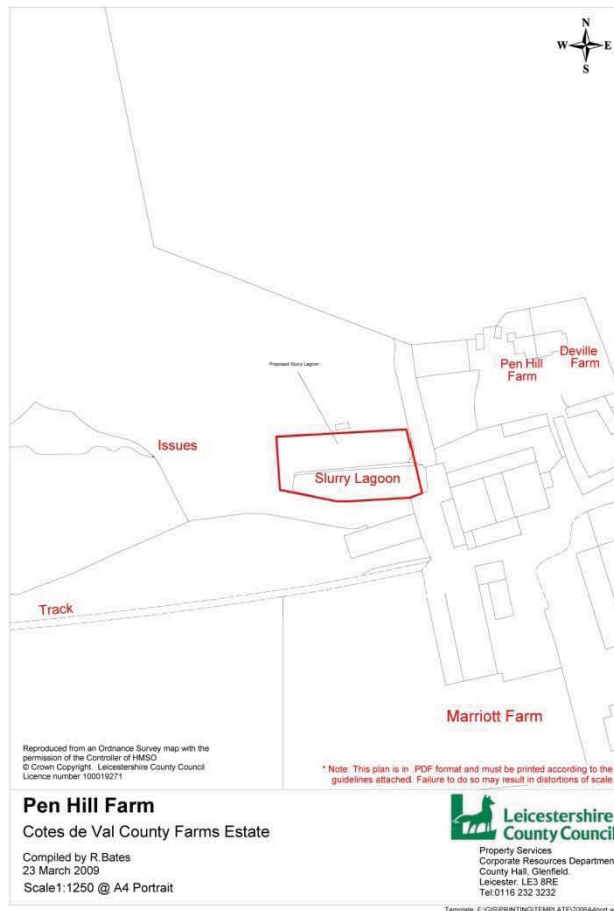 N
W E
S
Proposed Slurry Lagoon
Pen Hill
Farm
Deville
Farm
Issues
Slurry Lagoon
Track
Marriott Farm
Reproduced from an Ordnance Survey map with the
permission of the Controller of HMSO
© Crown Copyright. Leicestershire County Council
Licence number 100019271
* Note: This plan is in .PDF format and must be printed according to the
guidelines attached. Failure to do so may result in distortions of scale.
Pen Hill Farm
Cotes de Val County Farms Estate
Compiled by R.Bates
23 March 2009
Scale1:1250 @ A4 Portrait
Leicestershire
County Council
Property Services
Corporate Resources Departmen
County Hall, Glenfield.
Leicester. LE3 8RE
Tel:0116 232 3232